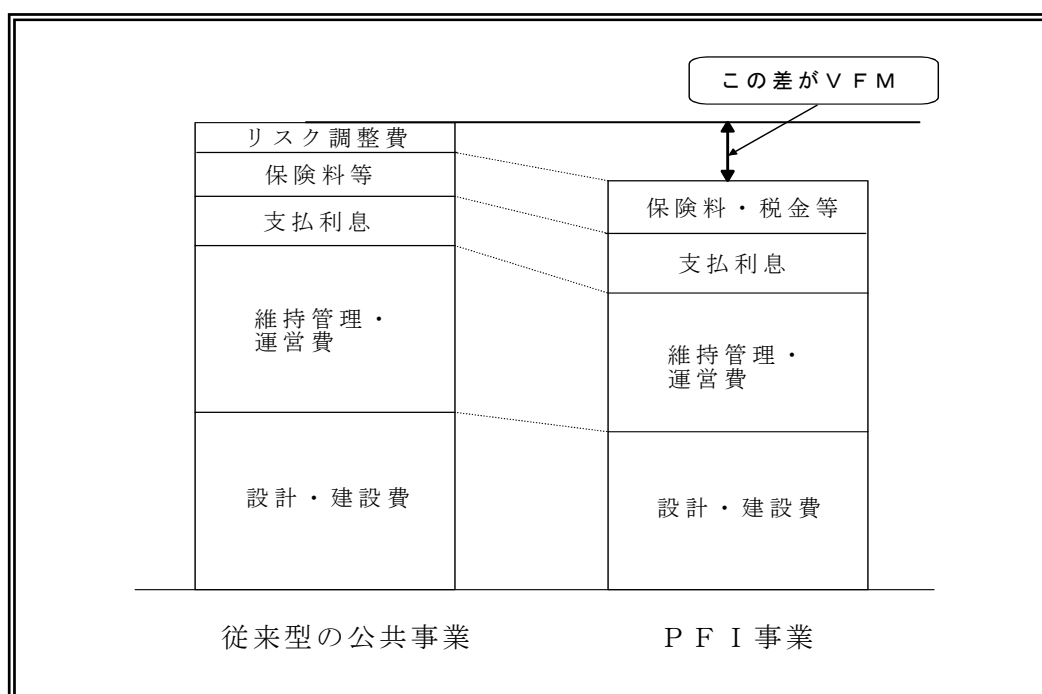 この差がＶＦＭ
リスク調整費
保険料等
支払利息
維持管理・
運営費
設計・建設費
保険料・税金等
支払利息
維持管理・
運営費
設計・建設費
従来型の公共事業
ＰＦＩ事業